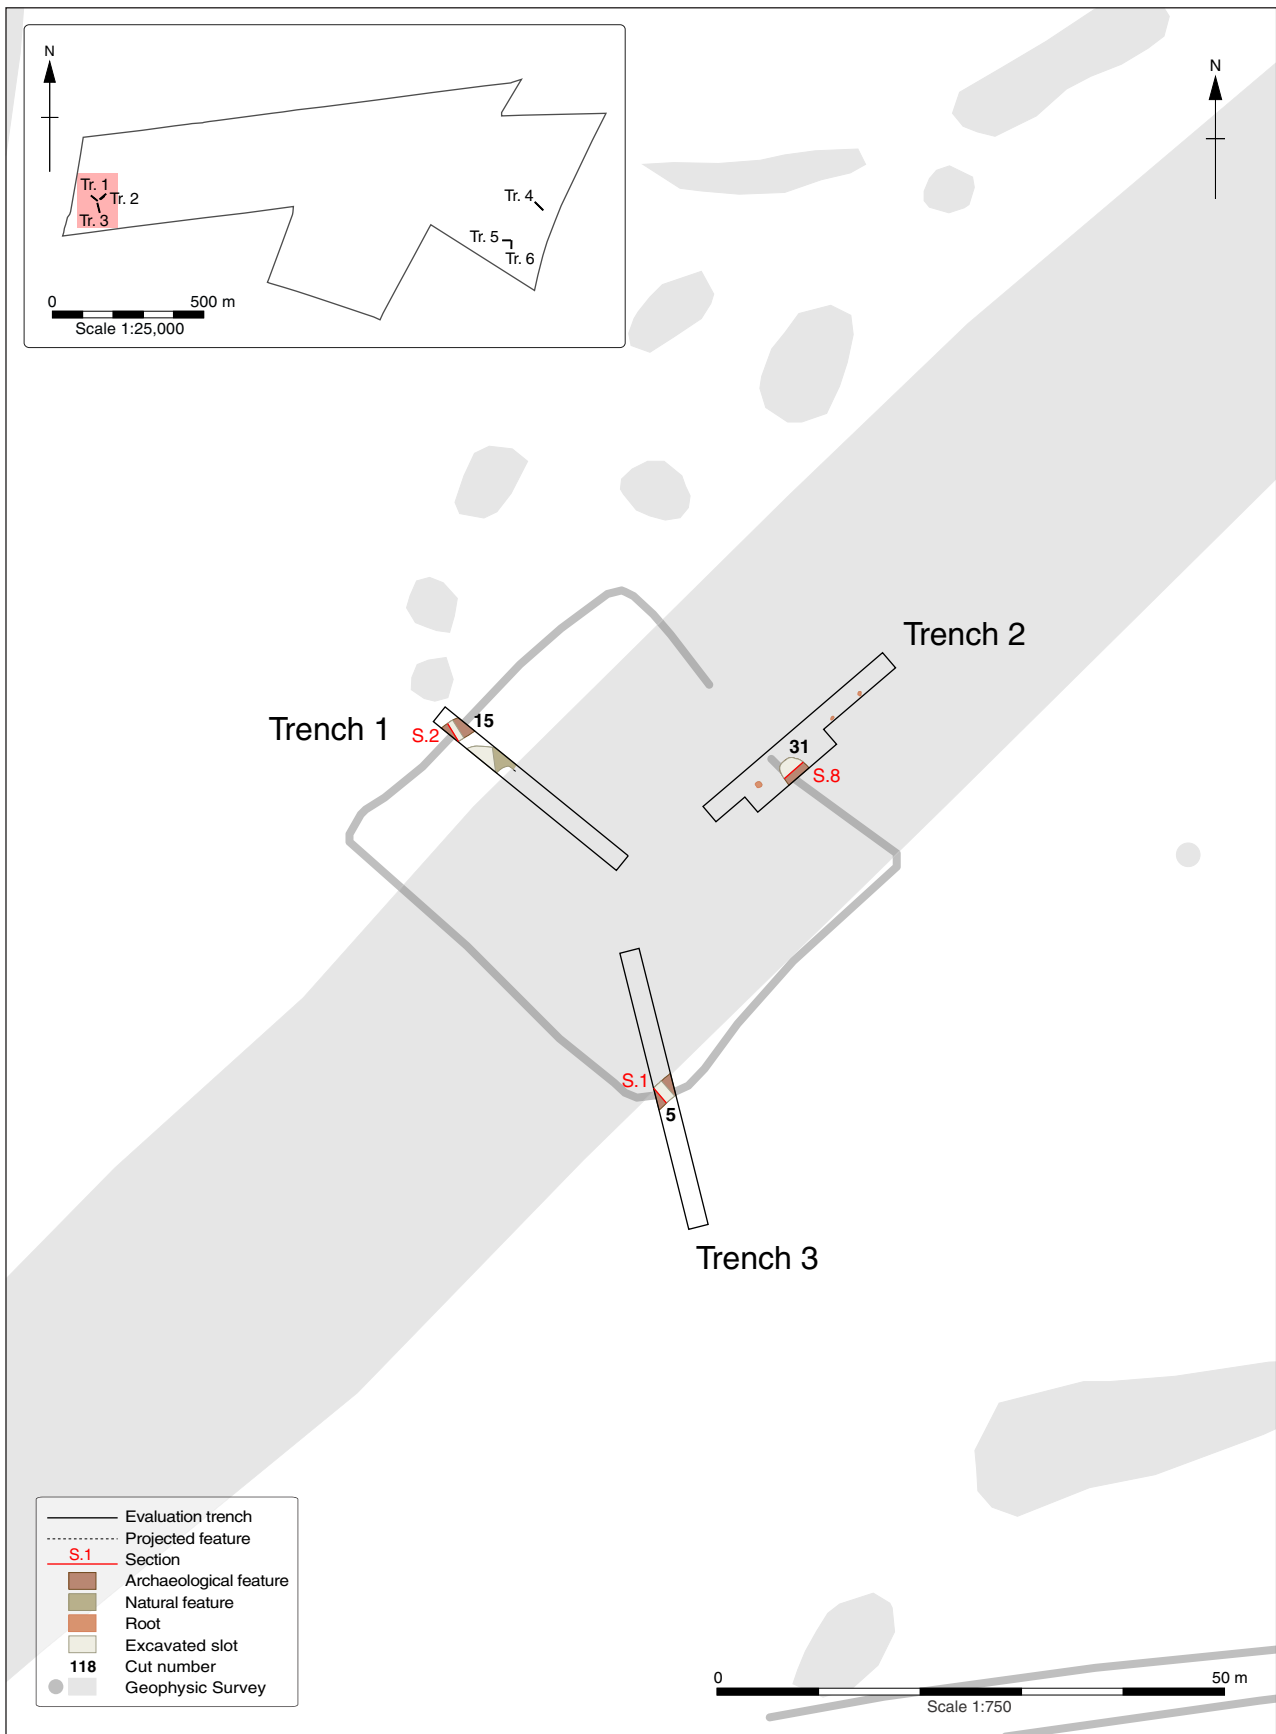 N
Tr. 1
Tr. 2
Tr. 3
Tr. 4
Tr. 5
Tr. 6
0 500 m
Scale 1:25,000
N
Trench 2
Trench 1
15
S.2
31
S.8
S.1
5
Trench 3
Evaluation trench
Projected feature
S.1 Section
Archaeological feature
Natural feature
Root
Excavated slot
118 Cut number
Geophysic Survey
0 50 m
Scale 1:750